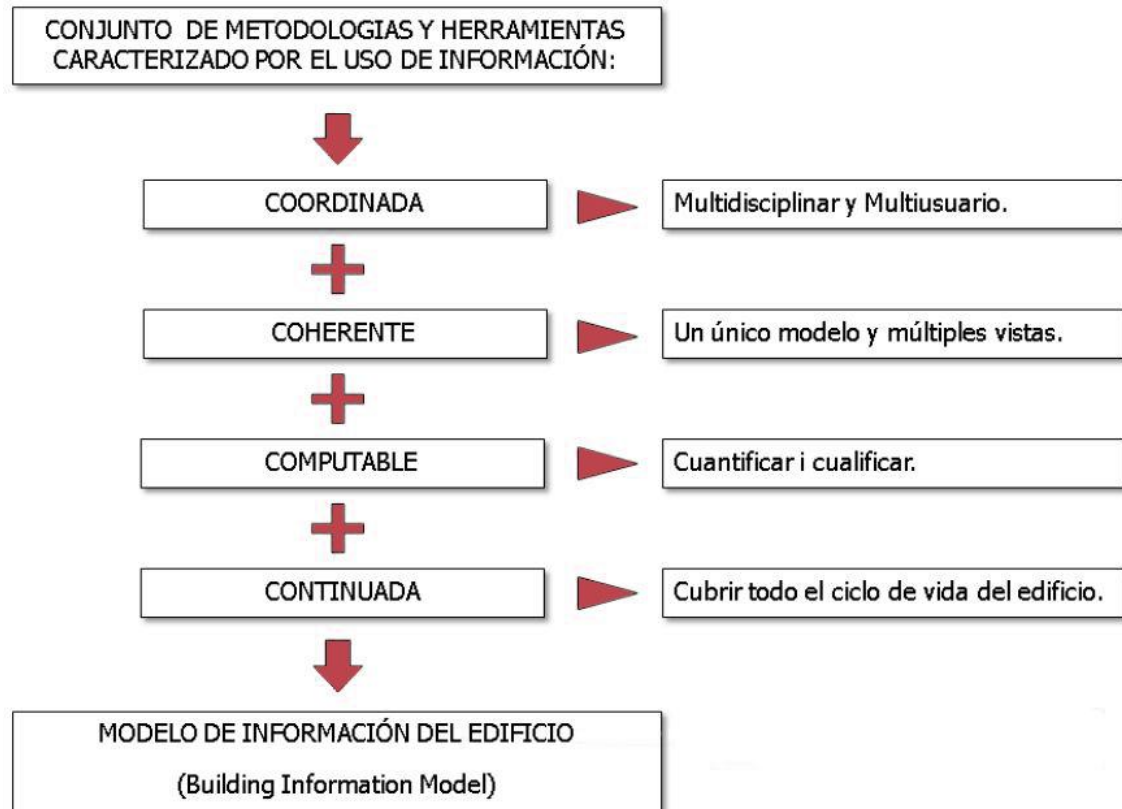 CONJUNTO DE METODOLOGIAS Y HERRAMIENTAS
CARACTERIZADO POR EL USO DE INFORMACIÓN:
COORDINADA
Multidisciplinar y Multiusuario.
COHERENTE
Un único modelo y múltiples vistas.
COMPUTABLE
Cuantificar i cualificar.
CONTINUADA
Cubrir todo el ciclo de vida del edificio.
MODELO DE INFORMACIÓN DEL EDIFICIO
(Building Information Model)